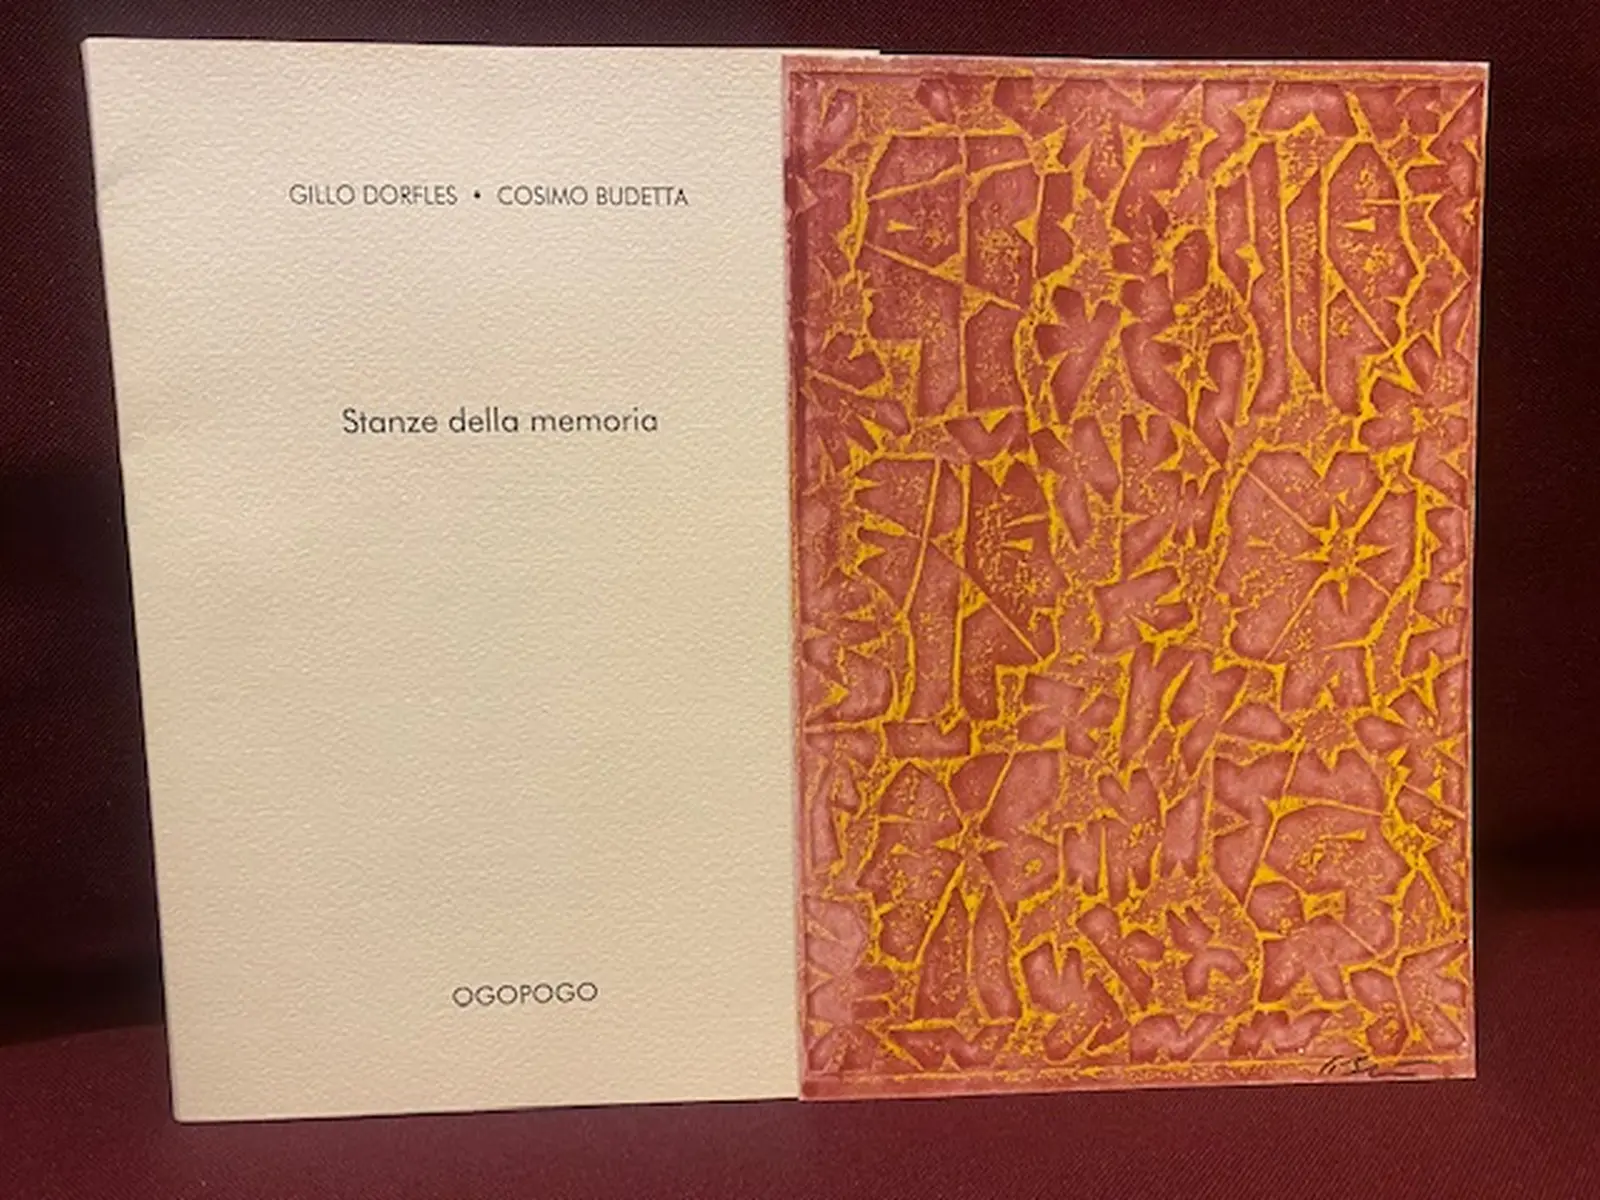 GILLO DORFLES • COSIMO BUDETTA
Stanze della memoria
OGOPOGO